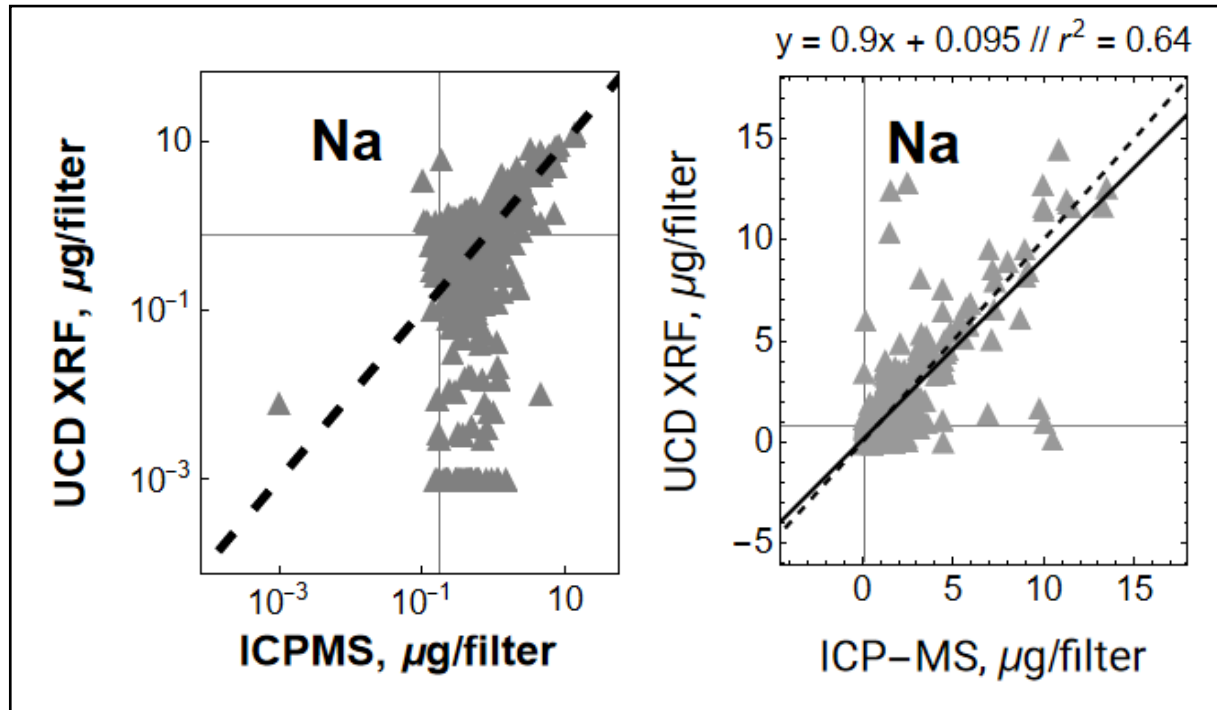 y = 0.9x + 0.095 // r² = 0.64
Na
UCD XRF, µg/filter
10
10⁻¹
10⁻³
10⁻³ 10⁻¹ 10
ICPMS, µg/filter
Na
UCD XRF, µg/filter
15
10
5
0
−5
0 5 10 15
ICP−MS, µg/filter